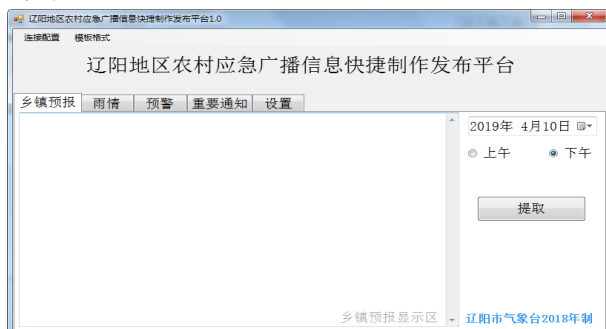 辽阳地区农村应急广播信息快捷制作发布平台1.0
连接配置 模板格式
辽阳地区农村应急广播信息快捷制作发布平台
乡镇预报 雨情 预警 重要通知 设置
2019年 4月10日
上午 下午
提取
乡镇预报显示区
辽阳市气象台2018年制